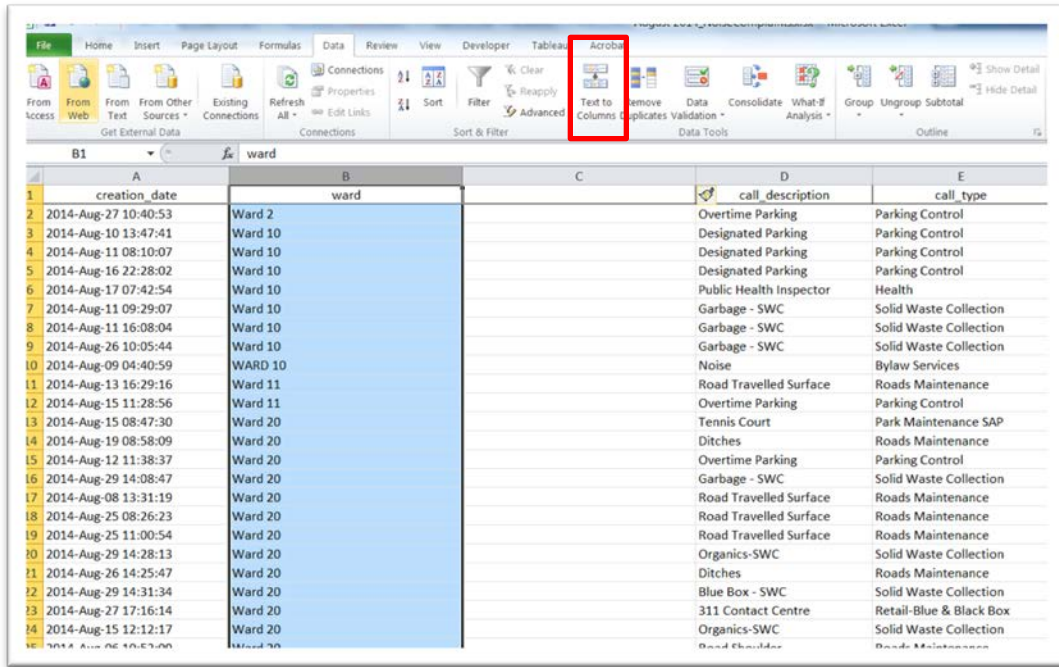 August 2014_NoiseComplaints.xlsx - Microsoft Excel
File Home Insert Page Layout Formulas Data Review View Developer Tableau Acrobat
Connections Clear Show Detail
Properties Reapply Hide Detail
From Access From Web From Text From Other Sources Existing Connections Refresh All Edit Links Sort Filter Advanced Text to Columns Remove Duplicates Data Validation Consolidate What-If Analysis Group Ungroup Subtotal
Get External Data Connections Sort & Filter Data Tools Outline
B1 fx ward
A B C D E
1 creation_date ward call_description call_type
2 2014-Aug-27 10:40:53 Ward 2 Overtime Parking Parking Control
3 2014-Aug-10 13:47:41 Ward 10 Designated Parking Parking Control
4 2014-Aug-11 08:10:07 Ward 10 Designated Parking Parking Control
5 2014-Aug-16 22:28:02 Ward 10 Designated Parking Parking Control
6 2014-Aug-17 07:42:54 Ward 10 Public Health Inspector Health
7 2014-Aug-11 09:29:07 Ward 10 Garbage - SWC Solid Waste Collection
8 2014-Aug-11 16:08:04 Ward 10 Garbage - SWC Solid Waste Collection
9 2014-Aug-26 10:05:44 Ward 10 Garbage - SWC Solid Waste Collection
10 2014-Aug-09 04:40:59 WARD 10 Noise Bylaw Services
11 2014-Aug-13 16:29:16 Ward 11 Road Travelled Surface Roads Maintenance
12 2014-Aug-15 11:28:56 Ward 11 Overtime Parking Parking Control
13 2014-Aug-15 08:47:30 Ward 20 Tennis Court Park Maintenance SAP
14 2014-Aug-19 08:58:09 Ward 20 Ditches Roads Maintenance
15 2014-Aug-12 11:38:37 Ward 20 Overtime Parking Parking Control
16 2014-Aug-29 14:08:47 Ward 20 Garbage - SWC Solid Waste Collection
17 2014-Aug-08 13:31:19 Ward 20 Road Travelled Surface Roads Maintenance
18 2014-Aug-25 08:26:23 Ward 20 Road Travelled Surface Roads Maintenance
19 2014-Aug-25 11:00:54 Ward 20 Road Travelled Surface Roads Maintenance
20 2014-Aug-29 14:28:13 Ward 20 Organics-SWC Solid Waste Collection
21 2014-Aug-26 14:25:47 Ward 20 Ditches Roads Maintenance
22 2014-Aug-29 14:31:34 Ward 20 Blue Box - SWC Solid Waste Collection
23 2014-Aug-27 17:16:14 Ward 20 311 Contact Centre Retail-Blue & Black Box
24 2014-Aug-15 12:12:17 Ward 20 Organics-SWC Solid Waste Collection
Ward 20 Road Shoulder Roads Maintenance